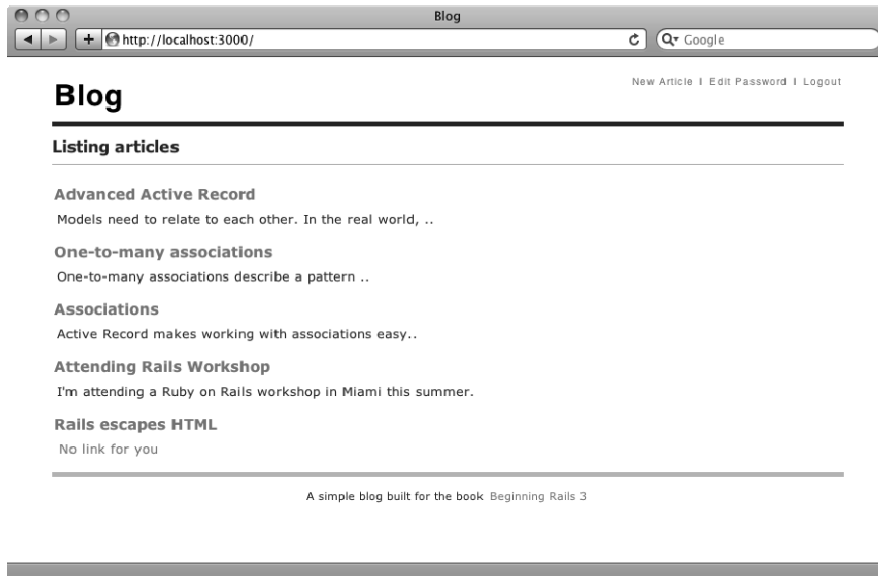 Blog
http://localhost:3000/
Google
New Article | Edit Password | Logout
Blog
Listing articles
Advanced Active Record
Models need to relate to each other. In the real world, ..
One-to-many associations
One-to-many associations describe a pattern ..
Associations
Active Record makes working with associations easy..
Attending Rails Workshop
I'm attending a Ruby on Rails workshop in Miami this summer.
Rails escapes HTML
No link for you
A simple blog built for the book Beginning Rails 3